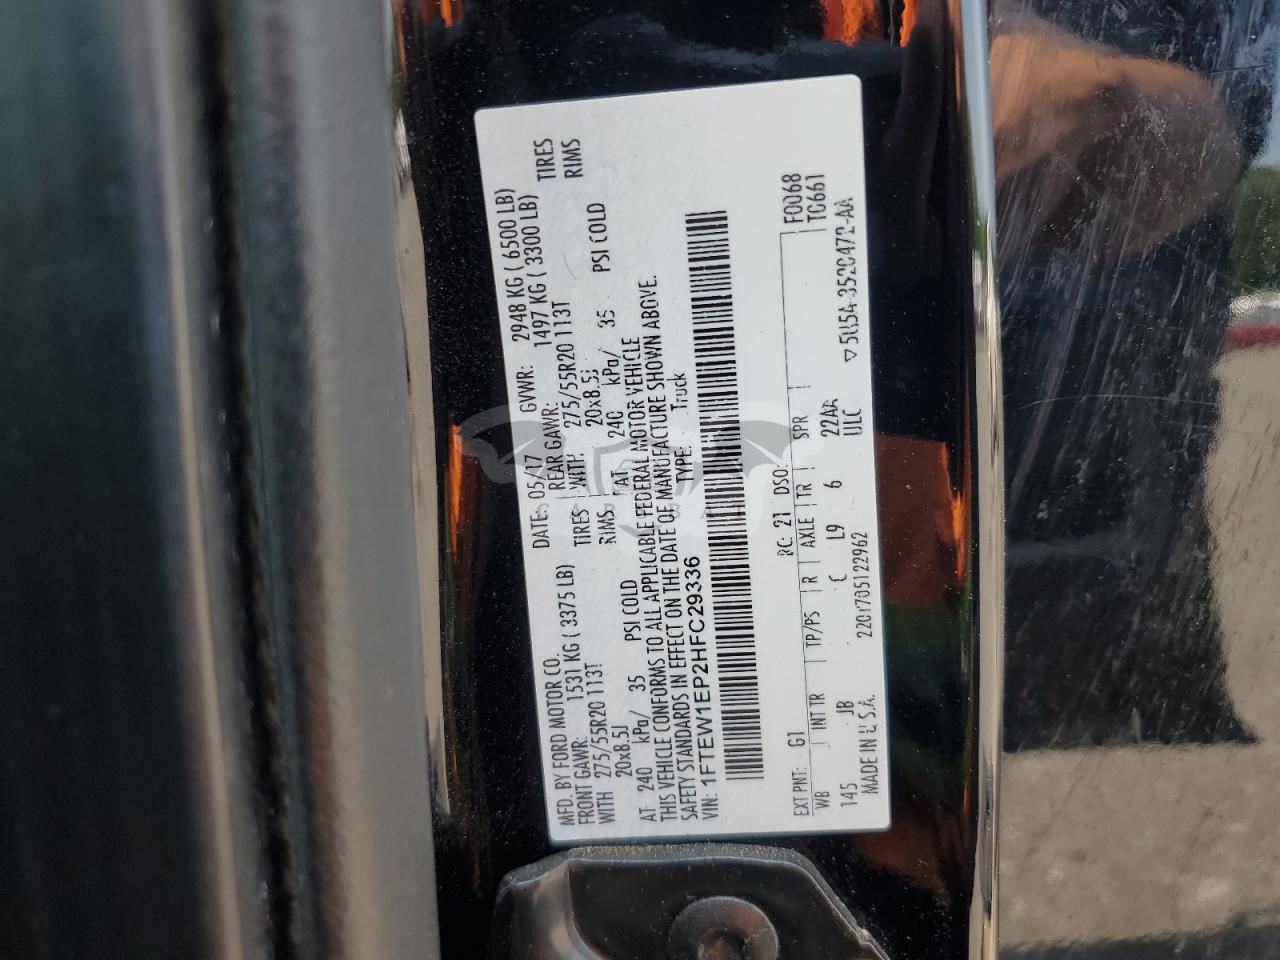 MFD. BY FORD MOTOR CO.
DATE: 05/17 GVWR: 2948 KG ( 6500 LB)
FRONT GAWR: 1531 KG ( 3375 LB)
REAR GAWR: 1497 KG ( 3300 LB)
WITH 275/55R20 113T TIRES
WITH 275/55R20 113T TIRES
20x8.5J RIMS
20x8.5J RIMS
AT 240 kPa/ 35 PSI COLD
AT 240 kPa/ 35 PSI COLD
THIS VEHICLE CONFORMS TO ALL APPLICABLE FEDERAL MOTOR VEHICLE
SAFETY STANDARDS IN EFFECT ON THE DATE OF MANUFACTURE SHOWN ABOVE.
VIN: 1FTEW1EP2HFC29336
TYPE: Truck
EXT PNT: G1 RC: 21 DSO: F0068
WB INT TR TP/PS R AXLE TR SPR TC661
145 JB C L9 6 22AA
ULC
MADE IN U.S.A. 2201705122962